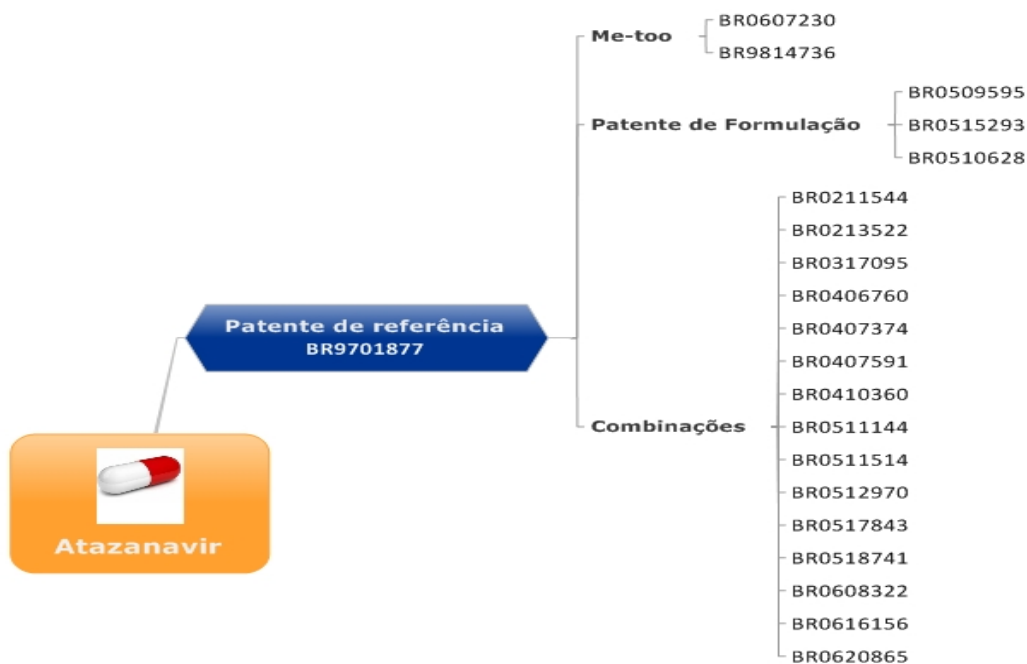 Me-too
BR0607230
BR9814736
Patente de Formulação
BR0509595
BR0515293
BR0510628
Patente de referência
BR9701877
Combinações
BR0211544
BR0213522
BR0317095
BR0406760
BR0407374
BR0407591
BR0410360
BR0511144
BR0511514
BR0512970
BR0517843
BR0518741
BR0608322
BR0616156
BR0620865
Atazanavir